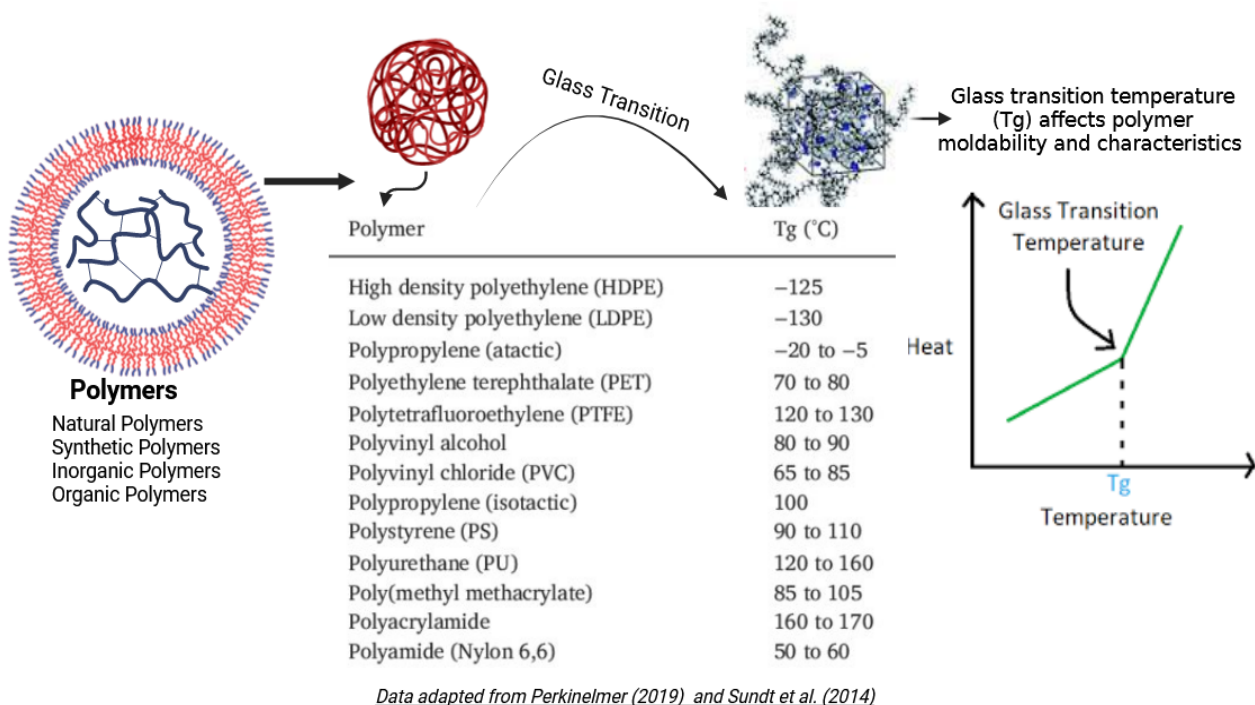 Glass Transition
Glass transition temperature
(Tg) affects polymer
moldability and characteristics
Polymers
Natural Polymers
Synthetic Polymers
Inorganic Polymers
Organic Polymers
Polymer Tg (°C)
High density polyethylene (HDPE) −125
Low density polyethylene (LDPE) −130
Polypropylene (atactic) −20 to −5
Polyethylene terephthalate (PET) 70 to 80
Polytetrafluoroethylene (PTFE) 120 to 130
Polyvinyl alcohol 80 to 90
Polyvinyl chloride (PVC) 65 to 85
Polypropylene (isotactic) 100
Polystyrene (PS) 90 to 110
Polyurethane (PU) 120 to 160
Poly(methyl methacrylate) 85 to 105
Polyacrylamide 160 to 170
Polyamide (Nylon 6,6) 50 to 60
Glass Transition
Temperature
Heat
Tg
Temperature
Data adapted from Perkinelmer (2019) and Sundt et al. (2014)